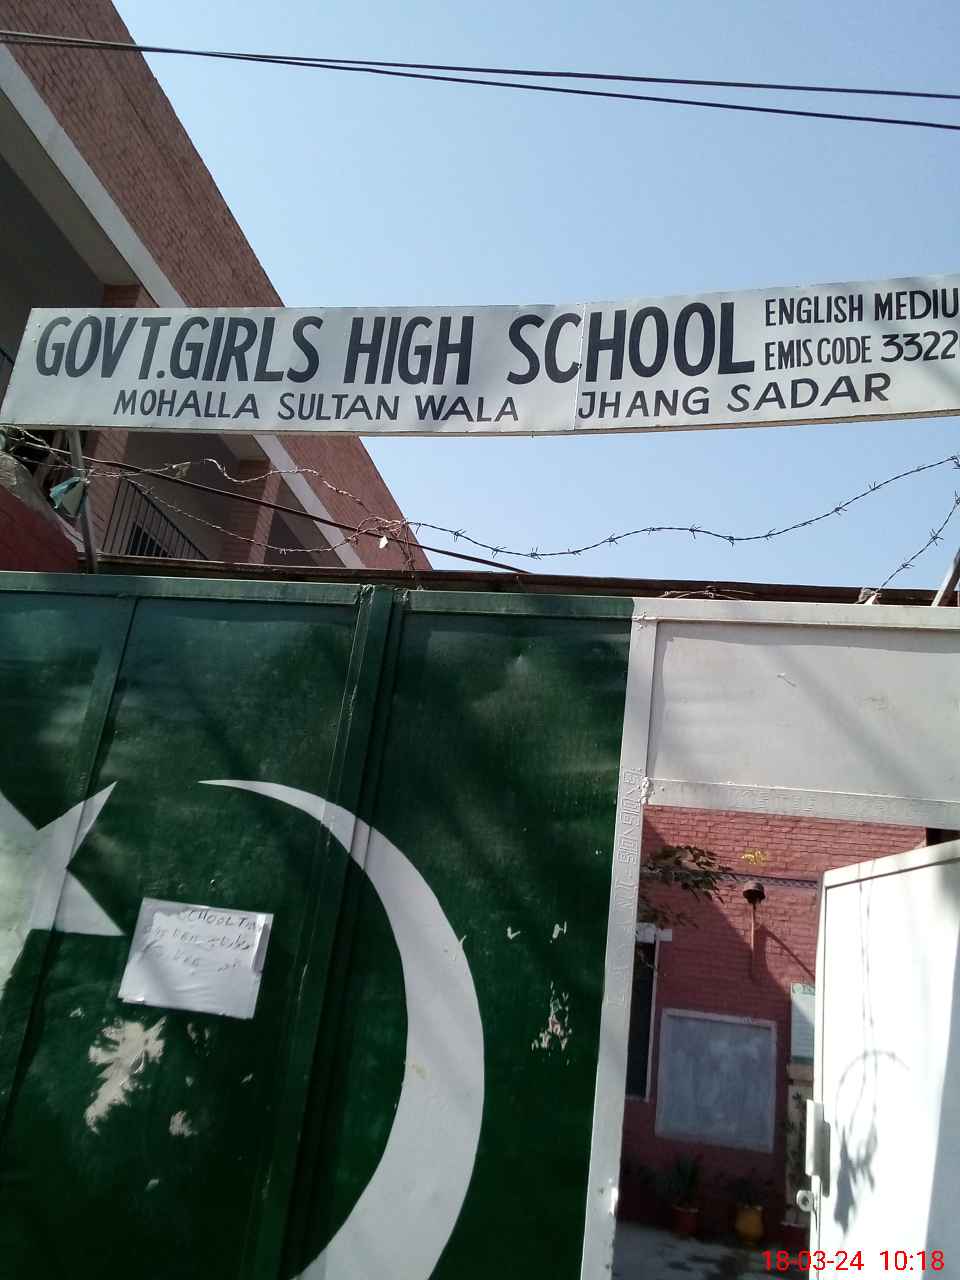 GOVT. GIRLS HIGH SCHOOL
ENGLISH MEDIU
EMIS CODE 3322
MOHALLA SULTAN WALA JHANG SADAR
SCHOOL
18-03-24 10:18